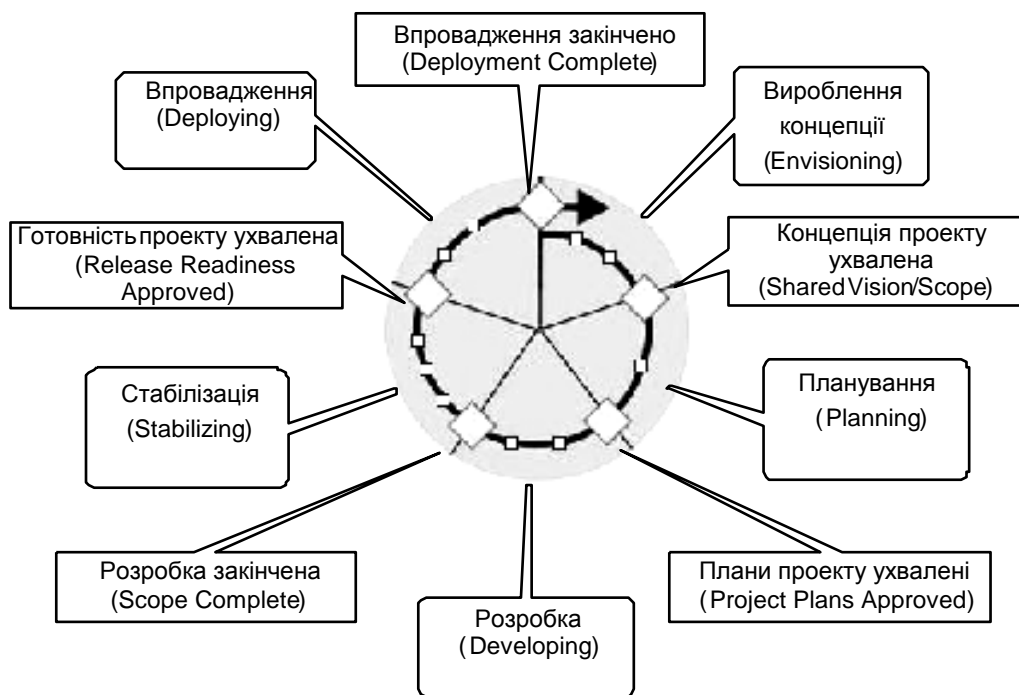 Впровадження закінчено
(Deployment Complete)
Впровадження
(Deploying)
Вироблення
концепції
(Envisioning)
Готовність проекту ухвалена
(Release Readiness
Approved)
Концепція проекту
ухвалена
(Shared Vision/Scope)
Стабілізація
(Stabilizing)
Планування
(Planning)
Розробка закінчена
(Scope Complete)
Плани проекту ухвалені
(Project Plans Approved)
Розробка
(Developing)